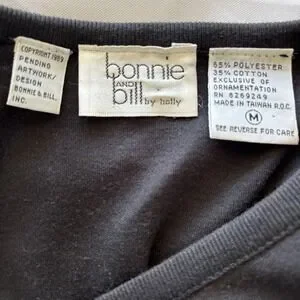 COPYRIGHT 1989
PENDING
ARTWORK/
DESIGN
BONNIE & BILL,
INC.
bonnie
AND
bill
by holly
65% POLYESTER
35% COTTON
EXCLUSIVE OF
ORNAMENTATION
RN 8269249
MADE IN TAIWAN R.O.C.
M
SEE REVERSE FOR CARE